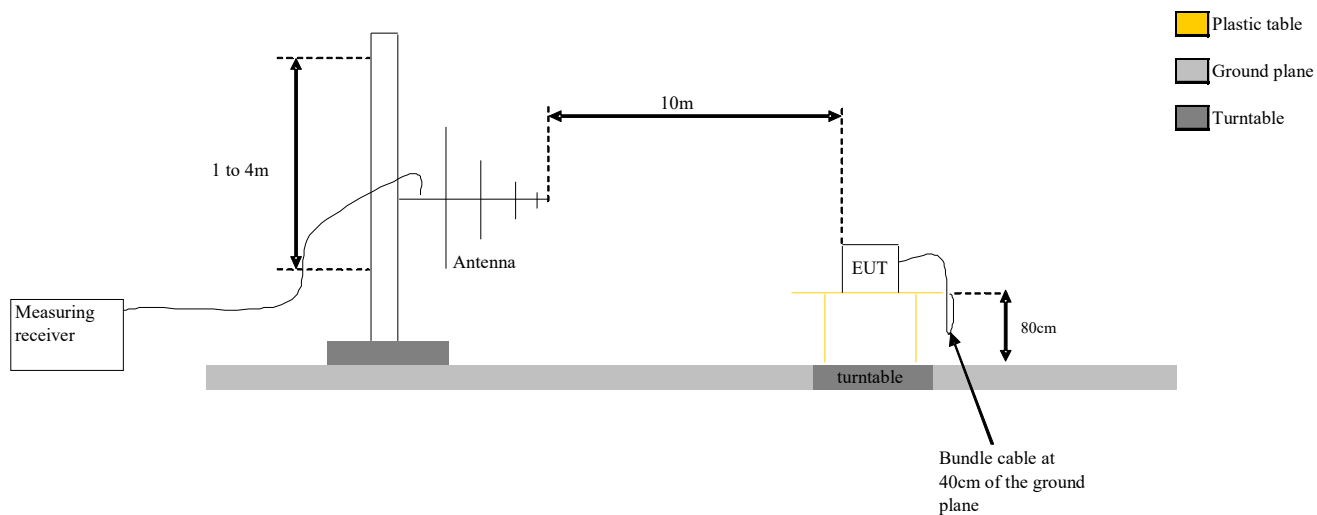 Plastic table
Ground plane
Turntable
10m
1 to 4m
Antenna
EUT
Measuring
receiver
80cm
turntable
Bundle cable at
40cm of the ground
plane